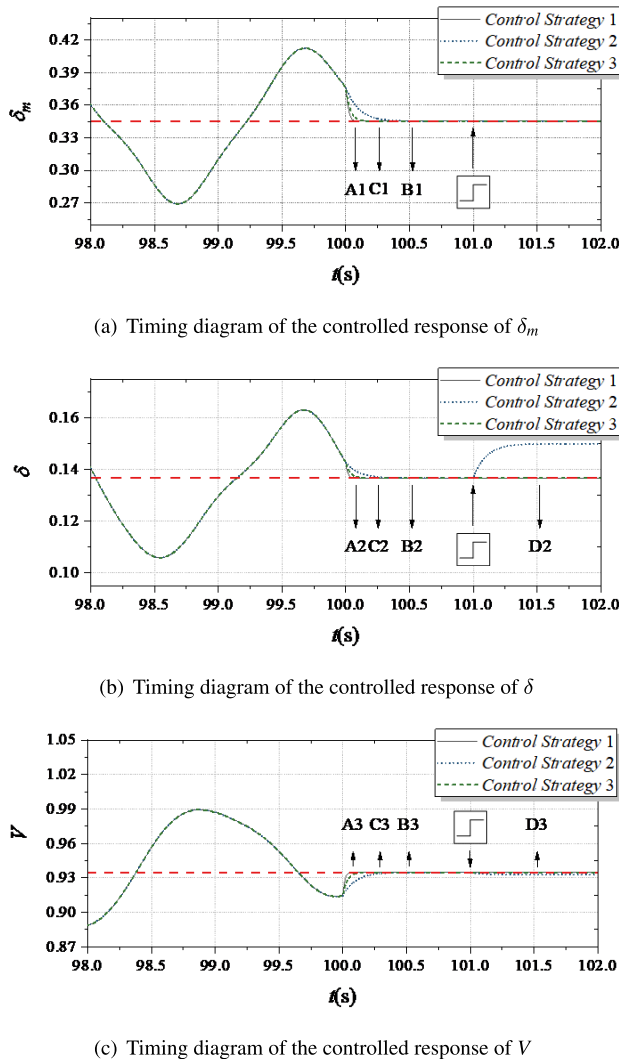 Control Strategy 1
Control Strategy 2
Control Strategy 3
0.42
0.39
0.36
0.33
0.30
0.27
δm
A1 C1 B1
98.0 98.5 99.0 99.5 100.0 100.5 101.0 101.5 102.0
t(s)
(a) Timing diagram of the controlled response of δm
Control Strategy 1
Control Strategy 2
Control Strategy 3
0.16
0.14
0.12
0.10
δ
A2 C2 B2 D2
98.0 98.5 99.0 99.5 100.0 100.5 101.0 101.5 102.0
t(s)
(b) Timing diagram of the controlled response of δ
Control Strategy 1
Control Strategy 2
Control Strategy 3
1.05
1.02
0.99
0.96
0.93
0.90
0.87
V
A3 C3 B3 D3
98.0 98.5 99.0 99.5 100.0 100.5 101.0 101.5 102.0
t(s)
(c) Timing diagram of the controlled response of V